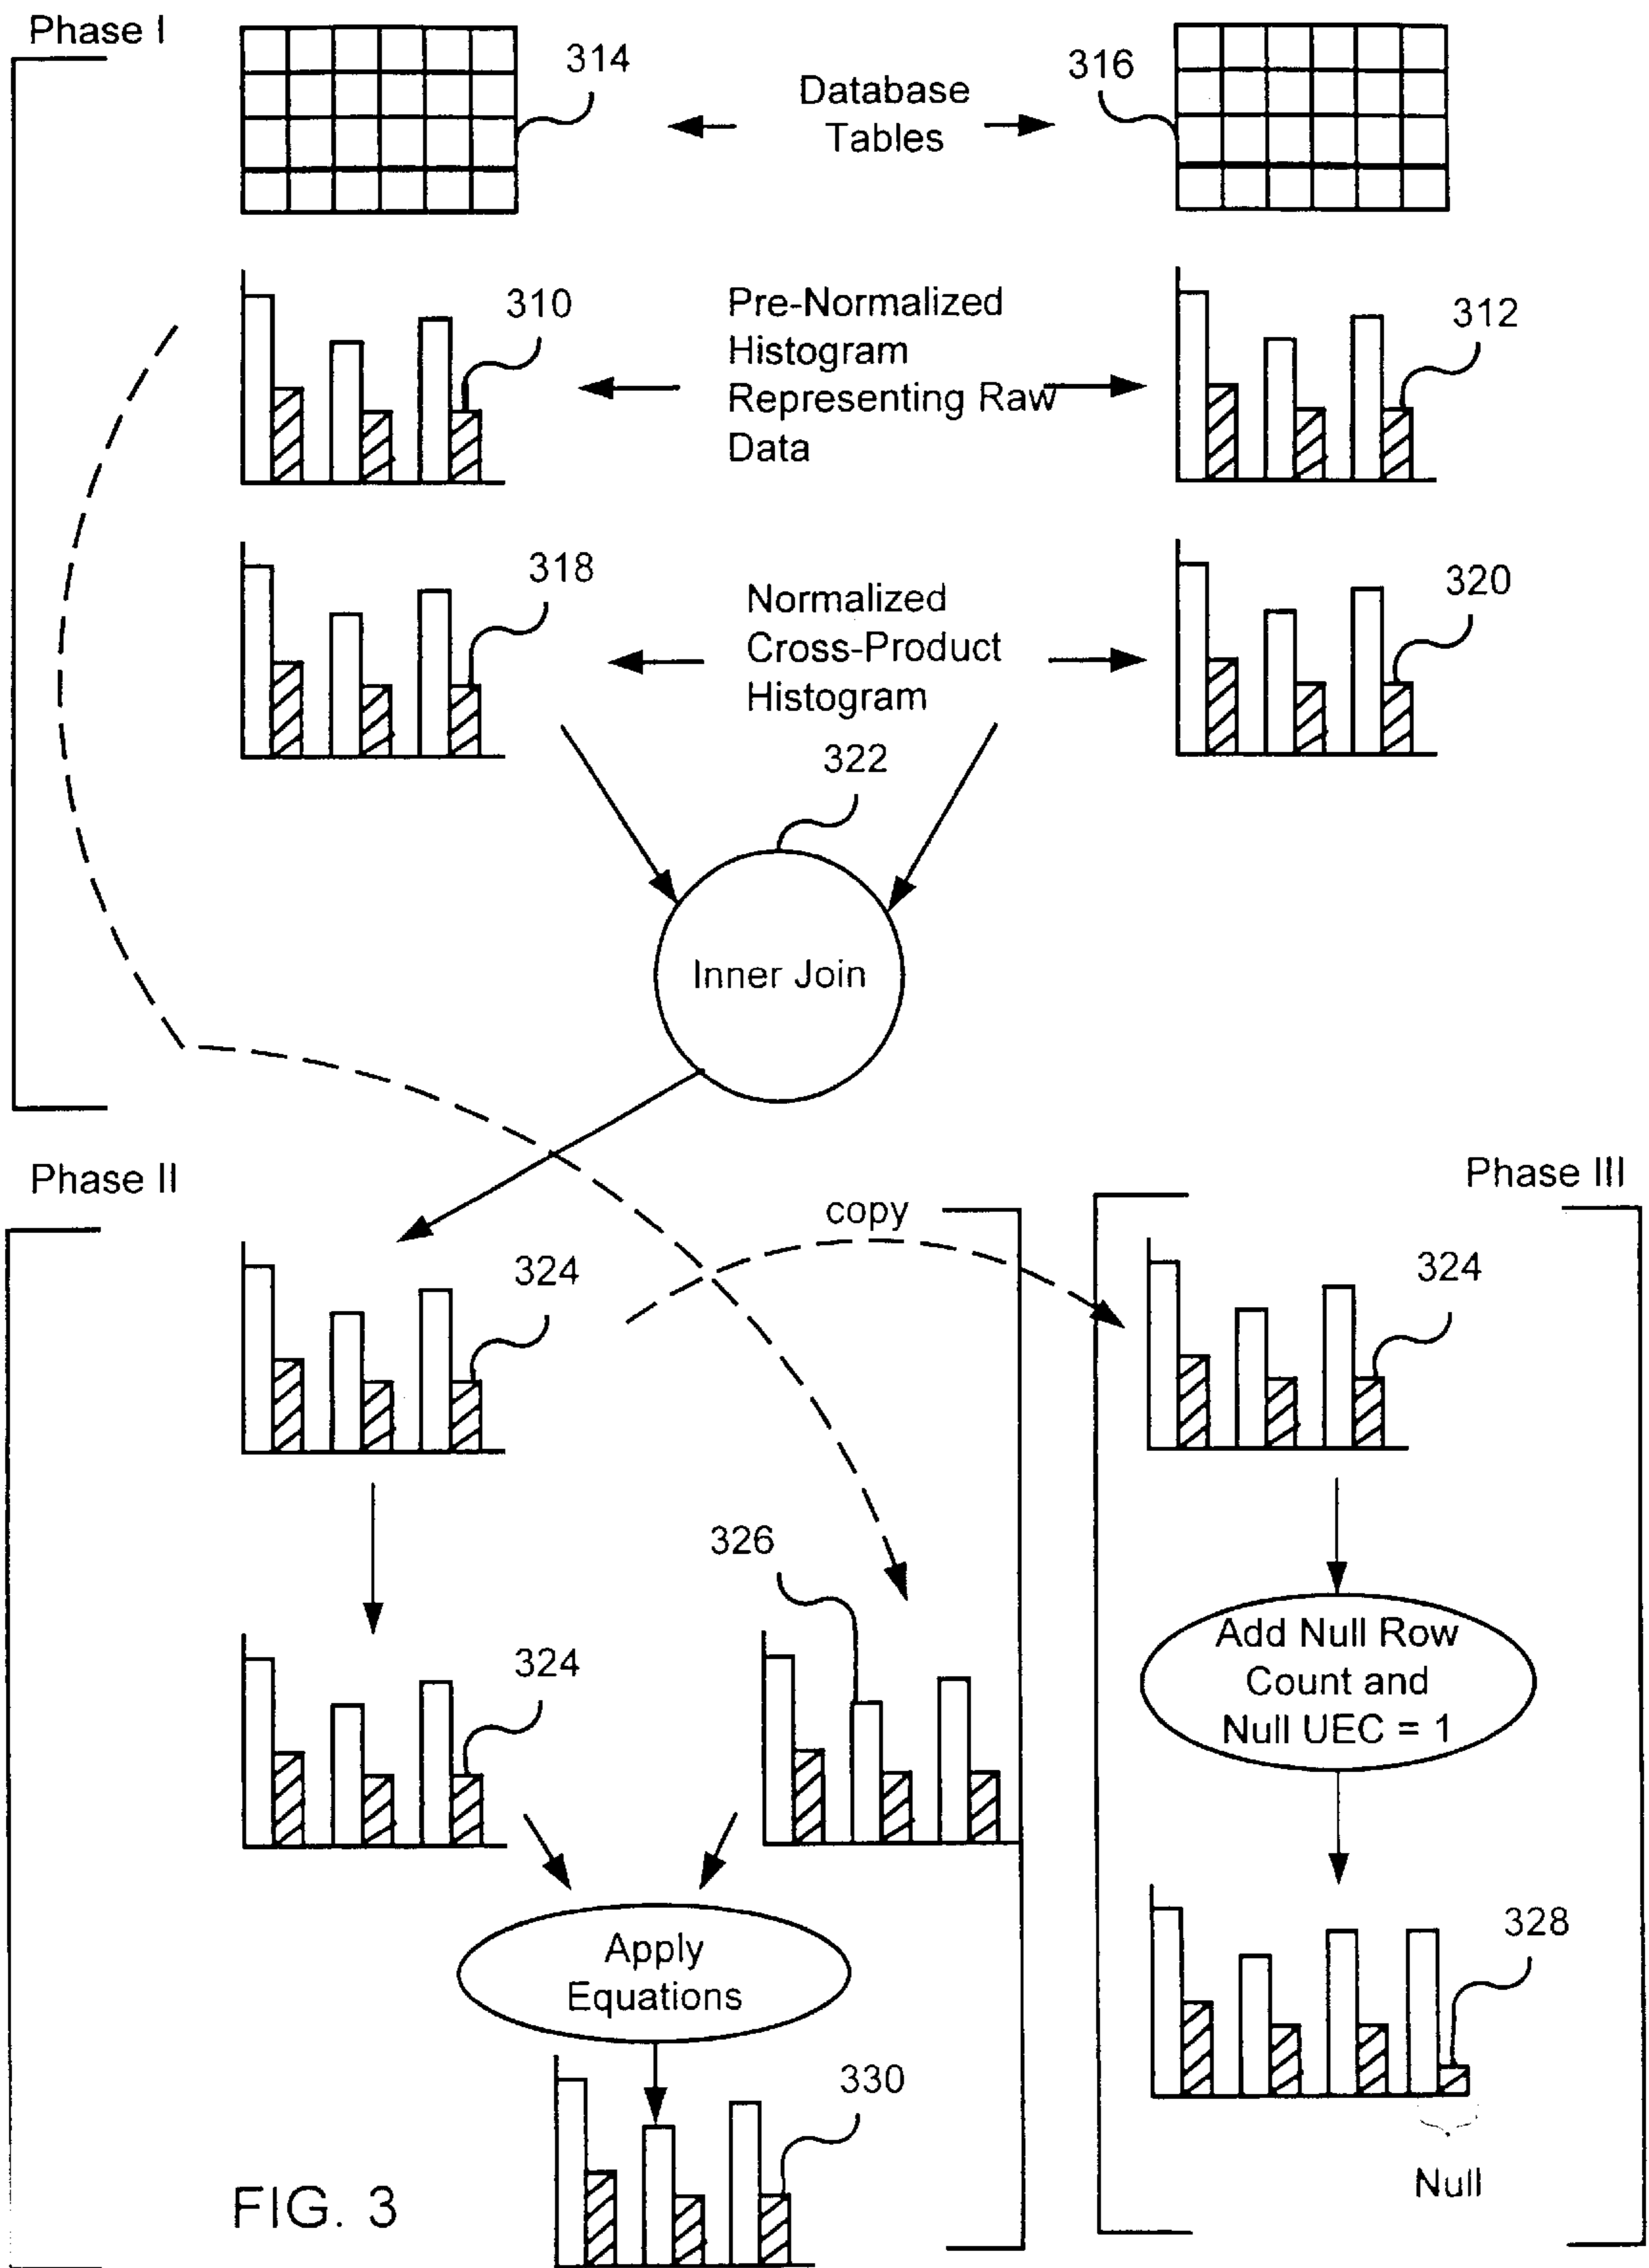 Phase I
314
Database
Tables
316
310
Pre-Normalized
Histogram
Representing Raw
Data
312
318
Normalized
Cross-Product
Histogram
320
322
Inner Join
Phase II
copy
Phase III
324
324
326
324
Add Null Row
Count and
Null UEC = 1
Apply
Equations
328
330
Null
FIG. 3